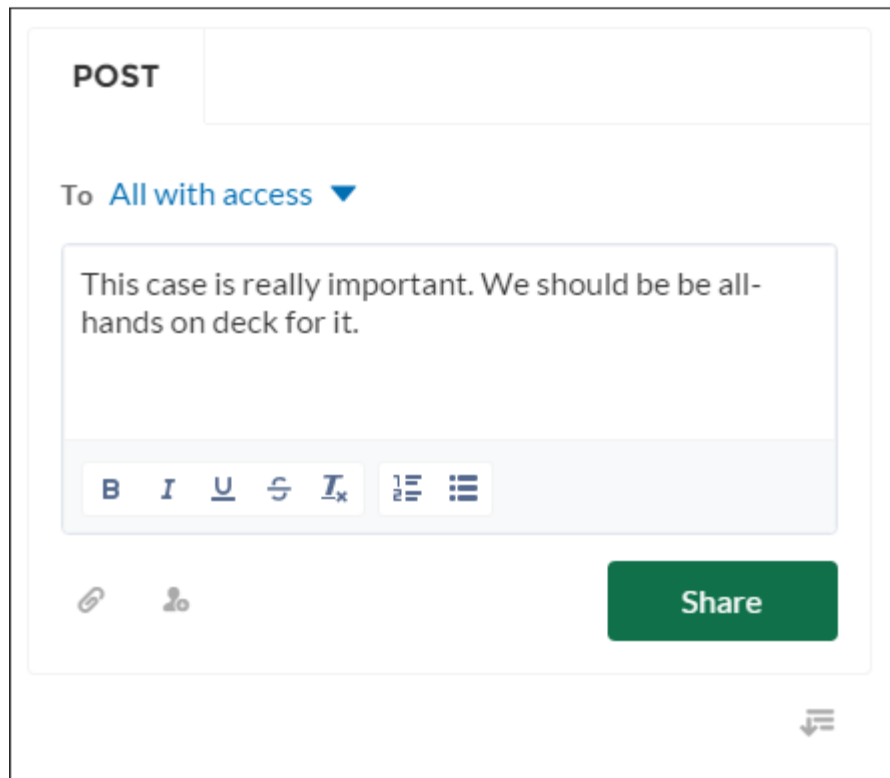 POST
To All with access
This case is really important. We should be be all-
hands on deck for it.
B I U S Tx
Share